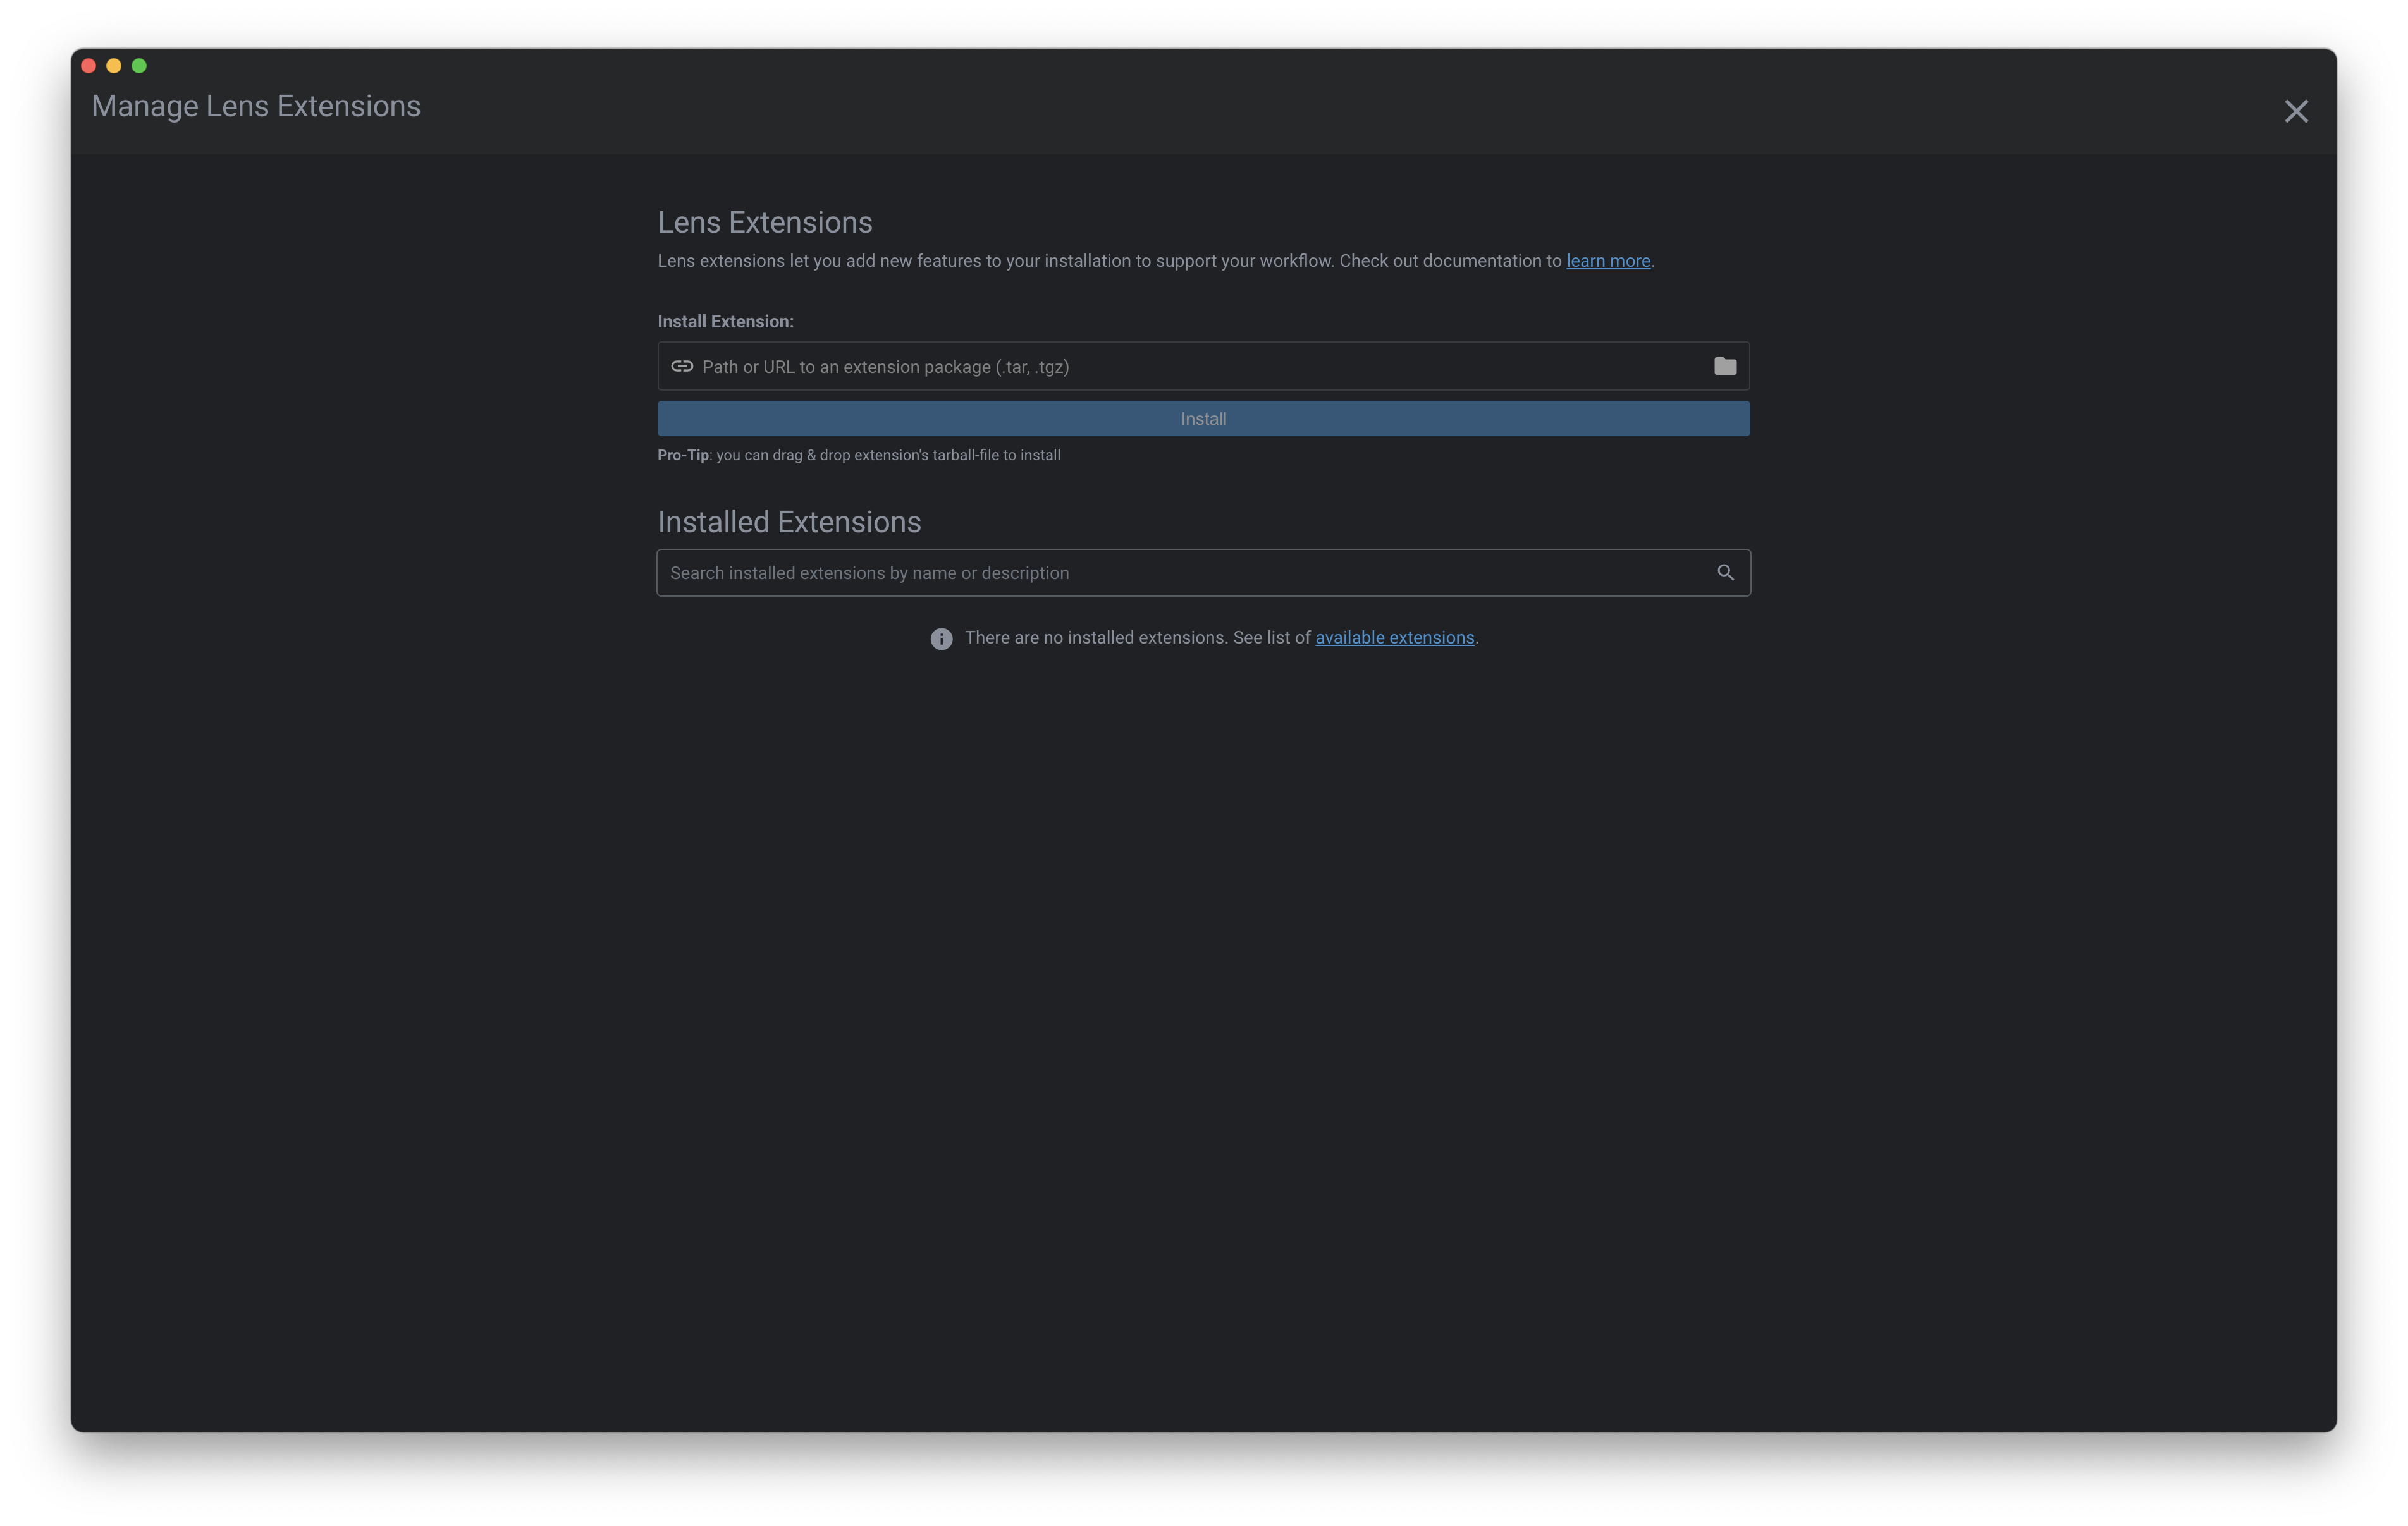 Manage Lens Extensions
Lens Extensions
Lens extensions let you add new features to your installation to support your workflow. Check out documentation to learn more.
Install Extension:
Path or URL to an extension package (.tar, .tgz)
Install
Pro-Tip: you can drag & drop extension's tarball-file to install
Installed Extensions
Search installed extensions by name or description
There are no installed extensions. See list of available extensions.